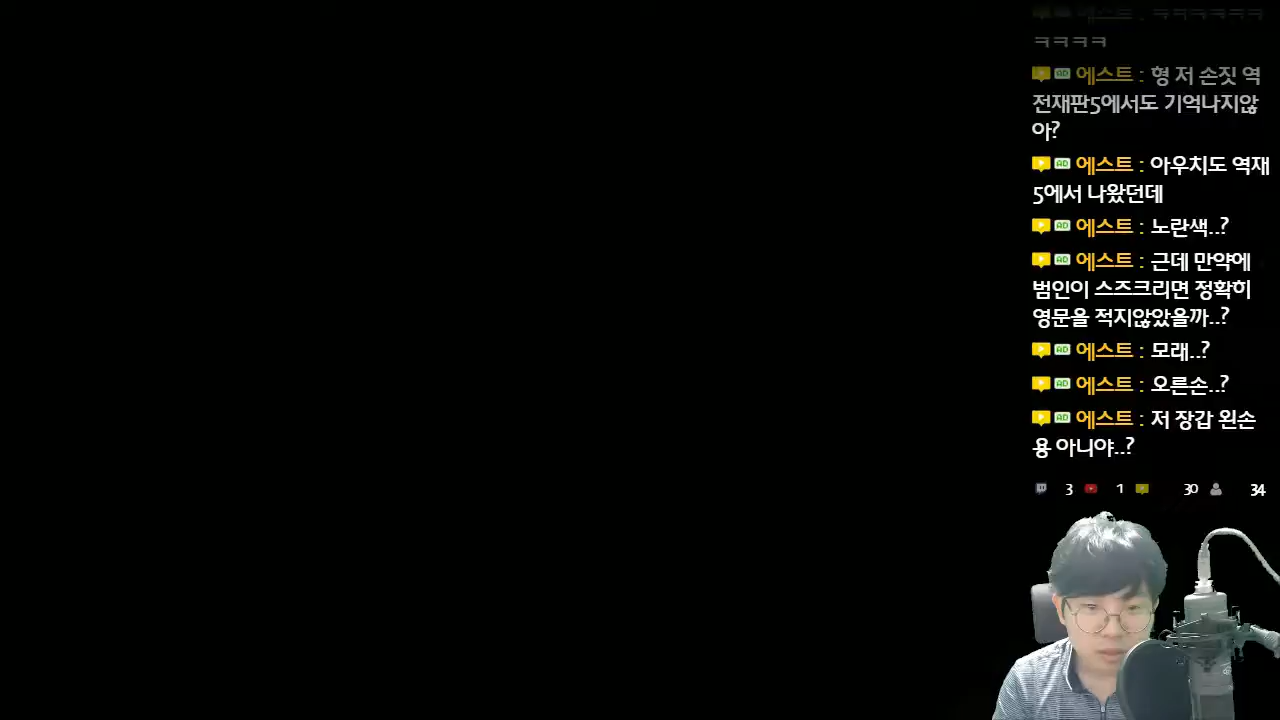 에스트 : ㅋㅋㅋㅋㅋㅋ
ㅋㅋㅋㅋ
에스트 : 형 저 손짓 역
전재판5에서도 기억나지않
아?
에스트 : 아우치도 역재
5에서 나왔던데
에스트 : 노란색..?
에스트 : 근데 만약에
범인이 스즈크리면 정확히
영문을 적지않았을까..?
에스트 : 모래..?
에스트 : 오른손..?
에스트 : 저 장갑 왼손
용 아니야..?
3 1 30 34